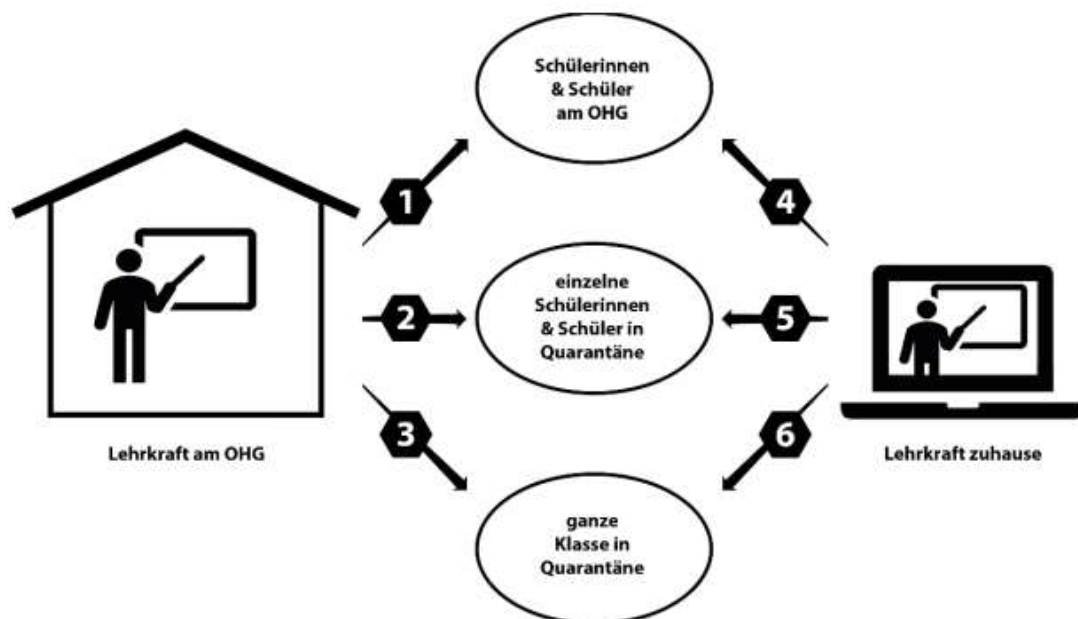 Schülerinnen
& Schüler
am OHG
1
4
einzelne
Schülerinnen
& Schüler in
Quarantäne
2
5
3
6
Lehrkraft am OHG
Lehrkraft zuhause
ganze
Klasse in
Quarantäne